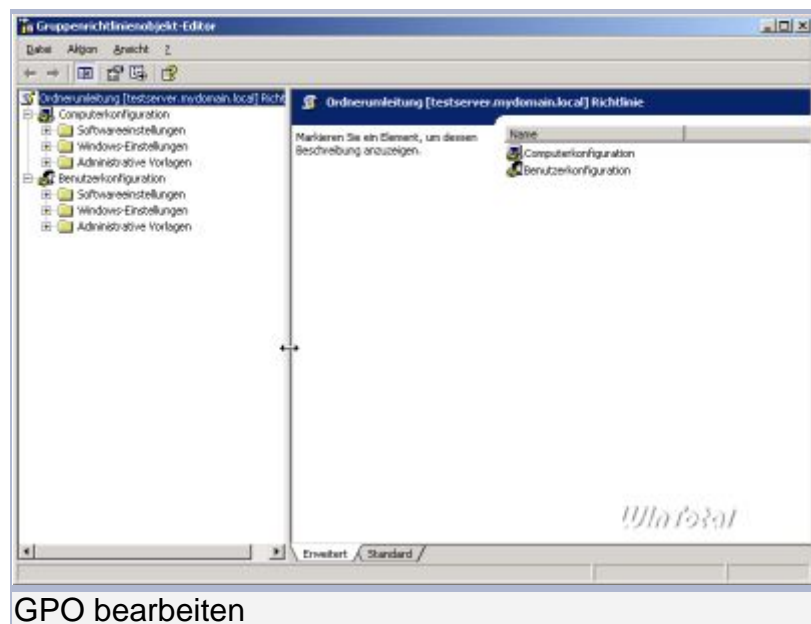 Gruppenrichtlinienobjekt-Editor
Datei Aktion Ansicht ?
Ordnerumleitung [testserver.mydomain.local] Richt
Computerkonfiguration
Softwareeinstellungen
Windows-Einstellungen
Administrative Vorlagen
Benutzerkonfiguration
Softwareeinstellungen
Windows-Einstellungen
Administrative Vorlagen
Ordnerumleitung [testserver.mydomain.local] Richtlinie
Markieren Sie ein Element, um dessen
Beschreibung anzuzeigen.
Name
Computerkonfiguration
Benutzerkonfiguration
WinTotal
Erweitert Standard
GPO bearbeiten